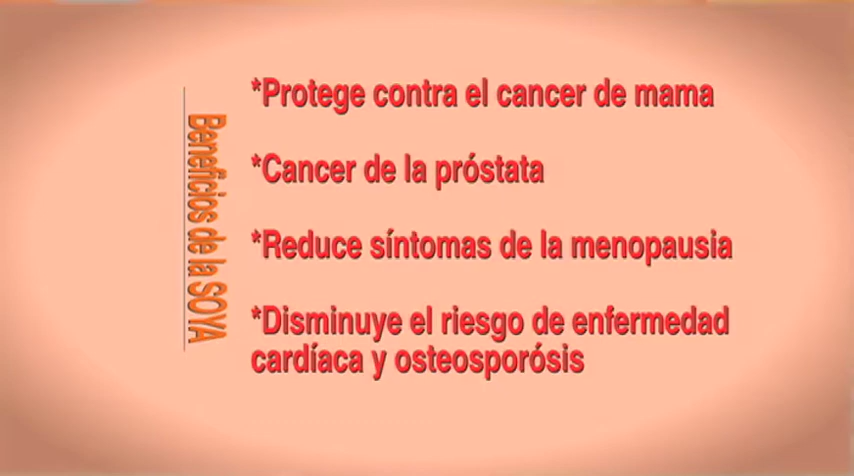 Beneficios de la SOYA
*Protege contra el cancer de mama
*Cancer de la próstata
*Reduce síntomas de la menopausia
*Disminuye el riesgo de enfermedad
cardíaca y osteosporósis